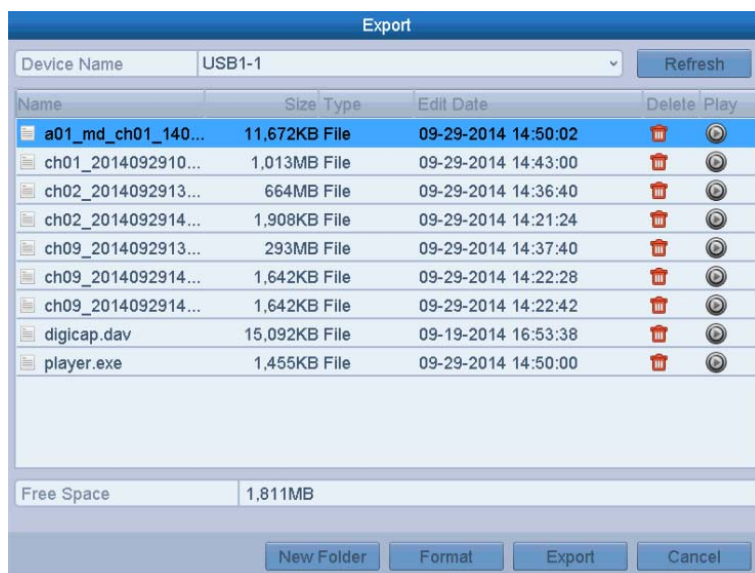 Export
Device Name USB1-1 Refresh
Name Size Type Edit Date Delete Play
a01_md_ch01_140... 11,672KB File 09-29-2014 14:50:02
ch01_2014092910... 1,013MB File 09-29-2014 14:43:00
ch02_2014092913... 664MB File 09-29-2014 14:36:40
ch02_2014092914... 1,908KB File 09-29-2014 14:21:24
ch09_2014092913... 293MB File 09-29-2014 14:37:40
ch09_2014092914... 1,642KB File 09-29-2014 14:22:28
ch09_2014092914... 1,642KB File 09-29-2014 14:22:42
digicap.dav 15,092KB File 09-19-2014 16:53:38
player.exe 1,455KB File 09-29-2014 14:50:00
Free Space 1,811MB
New Folder Format Export Cancel